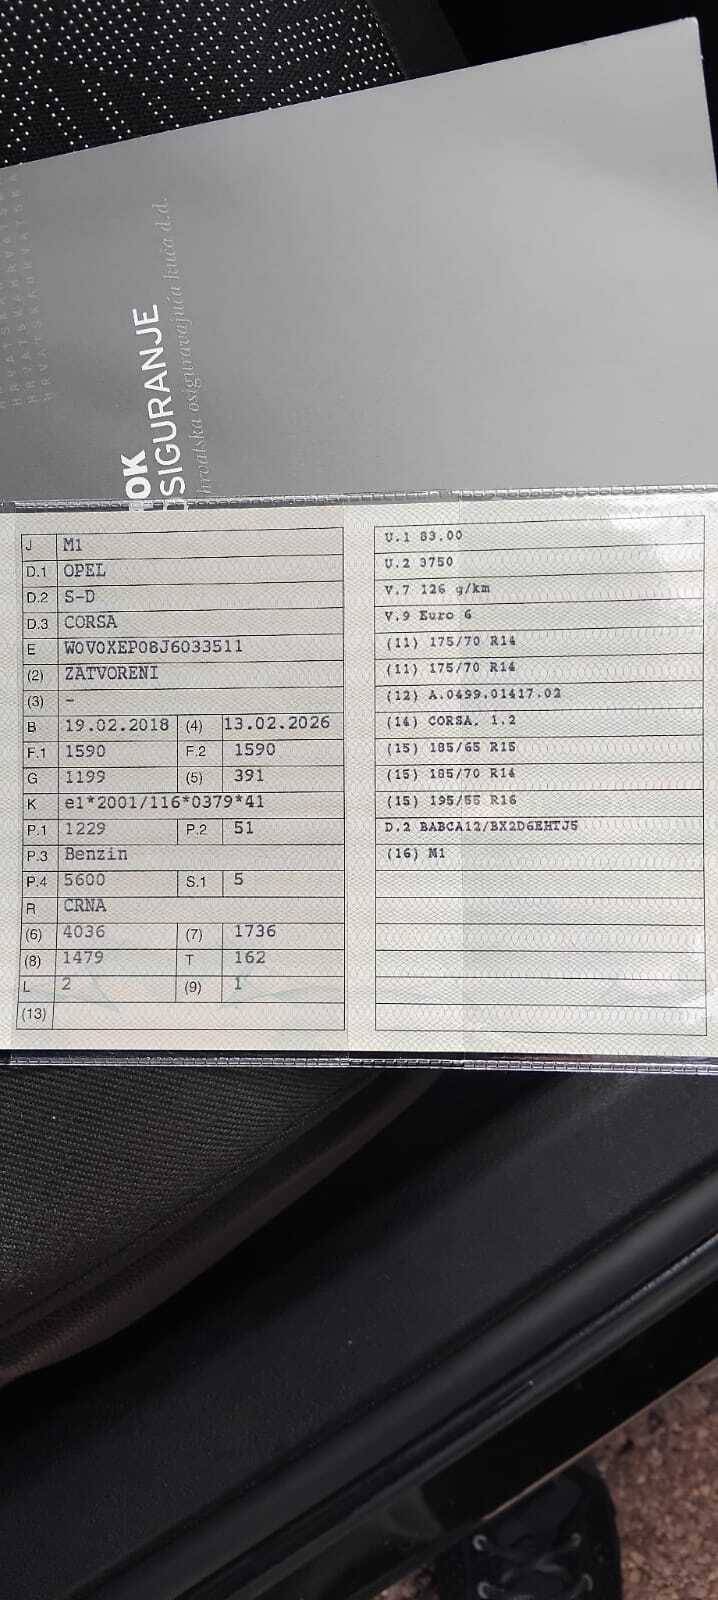 HRVATSKAHRVATSKA
HRVATSKAHRVATSKA
HRVATSKAHRVATSKA
HOK
OSIGURANJE
hrvatska osiguravajuća kuća d.d.
J M1
D.1 OPEL
D.2 S-D
D.3 CORSA
E W0V0XEP08J6033511
(2) ZATVORENI
(3) -
B 19.02.2018 (4) 13.02.2026
F.1 1590 F.2 1590
G 1199 (5) 391
K e1*2001/116*0379*41
P.1 1229 P.2 51
P.3 Benzin
P.4 5600 S.1 5
R CRNA
(6) 4036 (7) 1736
(8) 1479 T 162
L 2 (9) 1
(13)
U.1 83.00
U.2 3750
V.7 126 g/km
V.9 Euro 6
(11) 175/70 R14
(11) 175/70 R14
(12) A.0499.01417.02
(14) CORSA, 1.2
(15) 185/65 R15
(15) 185/70 R14
(15) 195/55 R16
D.2 BABCA12/BX2D6EHTJ5
(16) M1